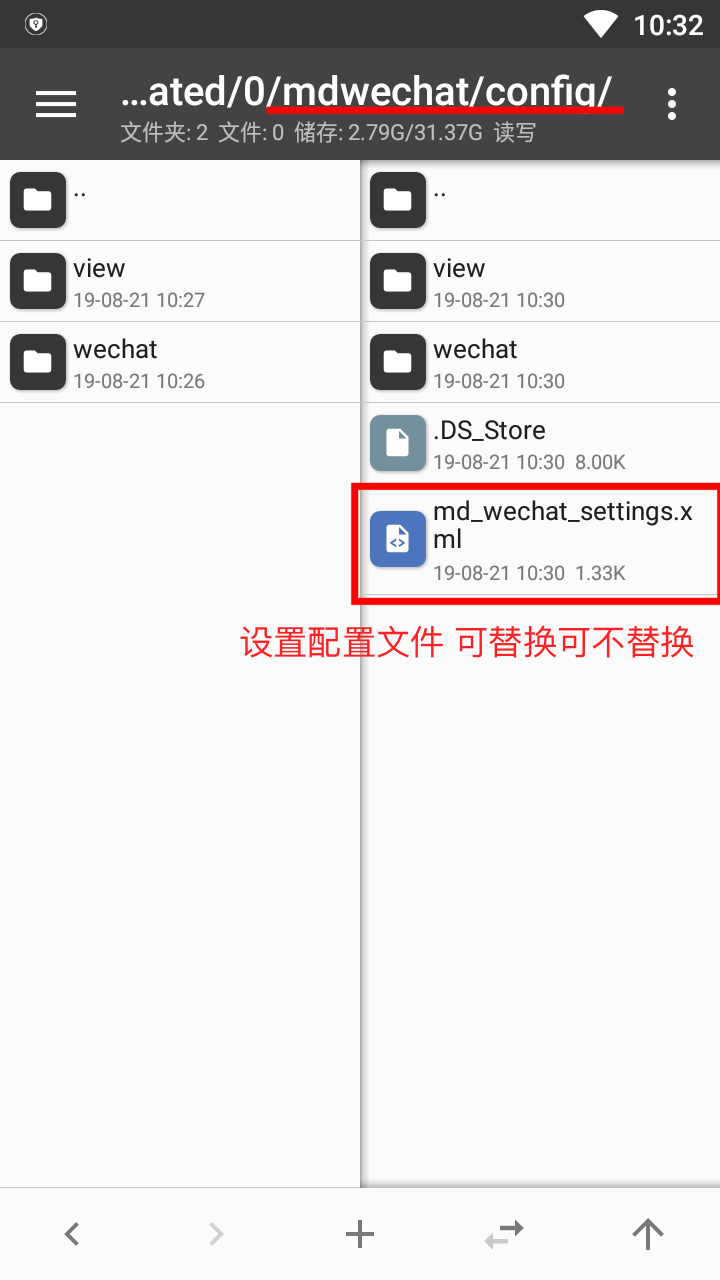 10:32
…ated/0/mdwechat/config/
文件夹: 2 文件: 0 储存: 2.79G/31.37G 读写
..
view
19-08-21 10:27
wechat
19-08-21 10:26
..
view
19-08-21 10:30
wechat
19-08-21 10:30
.DS_Store
19-08-21 10:30 8.00K
md_wechat_settings.x
ml
19-08-21 10:30 1.33K
设置配置文件 可替换可不替换